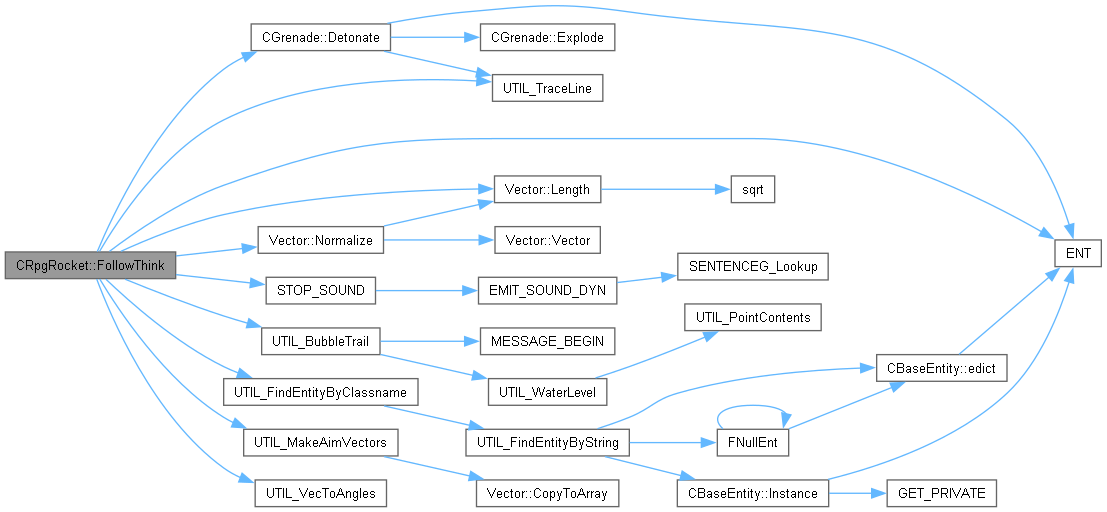 CGrenade::Detonate
CGrenade::Explode
UTIL_TraceLine
Vector::Length
sqrt
Vector::Normalize
Vector::Vector
ENT
CRpgRocket::FollowThink
SENTENCEG_Lookup
STOP_SOUND
EMIT_SOUND_DYN
UTIL_PointContents
UTIL_BubbleTrail
MESSAGE_BEGIN
CBaseEntity::edict
UTIL_FindEntityByClassname
UTIL_WaterLevel
UTIL_MakeAimVectors
UTIL_FindEntityByString
FNullEnt
UTIL_VecToAngles
Vector::CopyToArray
CBaseEntity::Instance
GET_PRIVATE